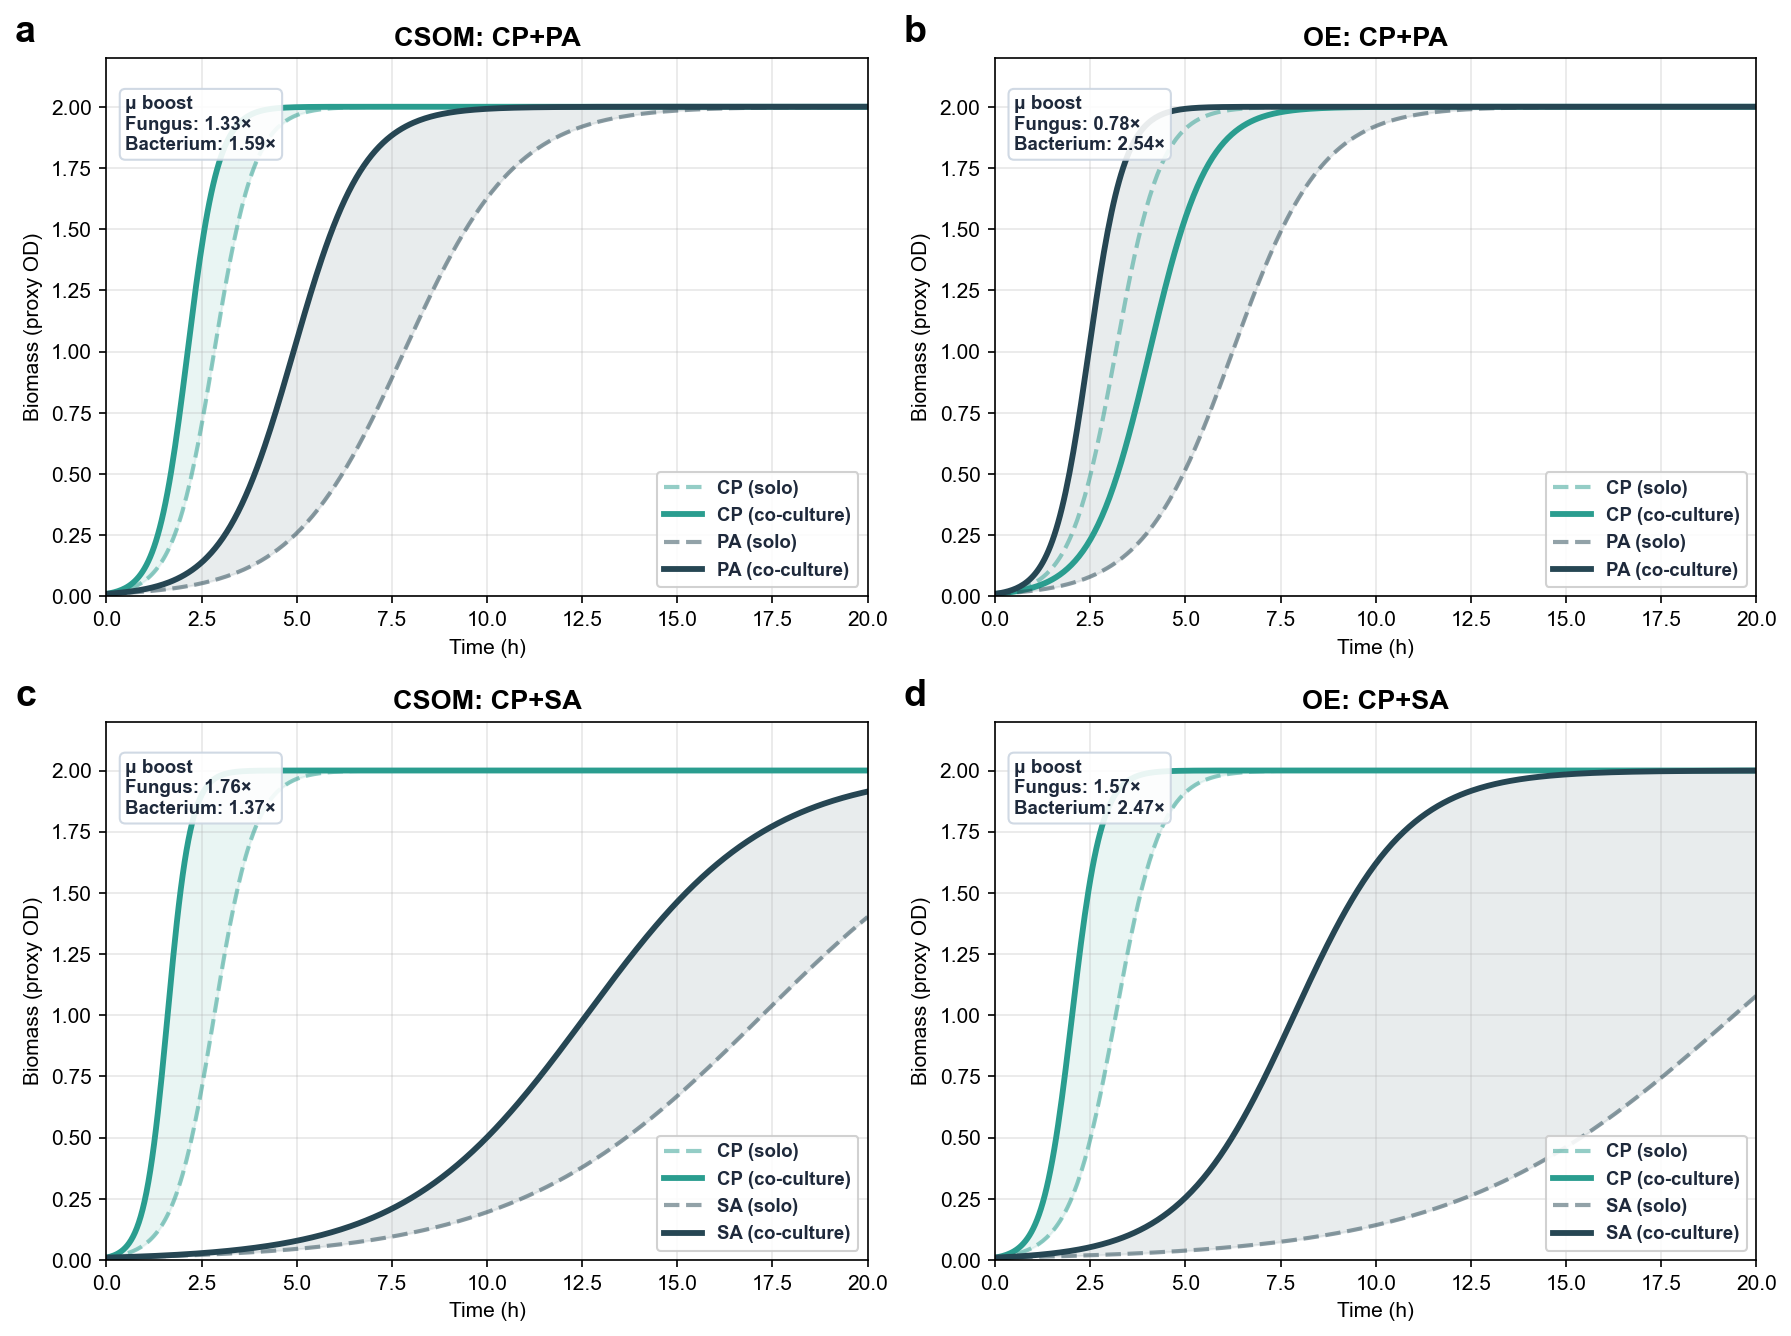 a
CSOM: CP+PA
μ boost
Fungus: 1.33×
Bacterium: 1.59×
2.00
1.75
1.50
1.25
1.00
0.75
0.50
0.25
0.00
Biomass (proxy OD)
CP (solo)
CP (co-culture)
PA (solo)
PA (co-culture)
0.0 2.5 5.0 7.5 10.0 12.5 15.0 17.5 20.0
Time (h)
b
OE: CP+PA
μ boost
Fungus: 0.78×
Bacterium: 2.54×
2.00
1.75
1.50
1.25
1.00
0.75
0.50
0.25
0.00
Biomass (proxy OD)
CP (solo)
CP (co-culture)
PA (solo)
PA (co-culture)
0.0 2.5 5.0 7.5 10.0 12.5 15.0 17.5 20.0
Time (h)
c
CSOM: CP+SA
μ boost
Fungus: 1.76×
Bacterium: 1.37×
2.00
1.75
1.50
1.25
1.00
0.75
0.50
0.25
0.00
Biomass (proxy OD)
CP (solo)
CP (co-culture)
SA (solo)
SA (co-culture)
0.0 2.5 5.0 7.5 10.0 12.5 15.0 17.5 20.0
Time (h)
d
OE: CP+SA
μ boost
Fungus: 1.57×
Bacterium: 2.47×
2.00
1.75
1.50
1.25
1.00
0.75
0.50
0.25
0.00
Biomass (proxy OD)
CP (solo)
CP (co-culture)
SA (solo)
SA (co-culture)
0.0 2.5 5.0 7.5 10.0 12.5 15.0 17.5 20.0
Time (h)